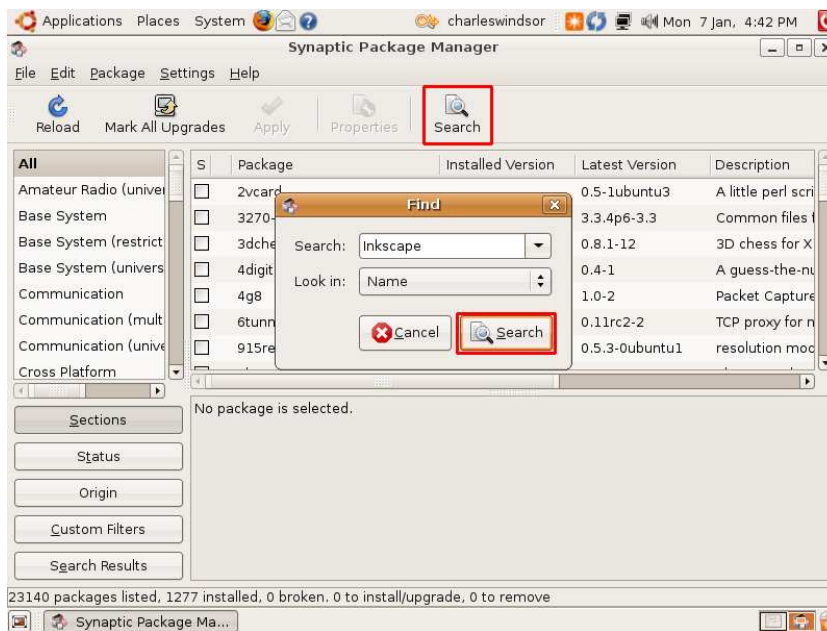 Applications Places System charleswindsor Mon 7 Jan, 4:42 PM
Synaptic Package Manager
File Edit Package Settings Help
Reload Mark All Upgrades Apply Properties Search
All
Amateur Radio (univer
Base System
Base System (restrict
Base System (univers
Communication
Communication (mult
Communication (unive
Cross Platform
S Package Installed Version Latest Version Description
2vcard 0.5-1ubuntu3 A little perl scri
3270- 3.3.4p6-3.3 Common files f
3dche 0.8.1-12 3D chess for X
4digit 0.4-1 A guess-the-nu
4g8 1.0-2 Packet Capture
6tunn 0.11rc2-2 TCP proxy for n
915re 0.5.3-0ubuntu1 resolution mod
Find
Search: Inkscape
Look in: Name
Cancel Search
No package is selected.
Sections
Status
Origin
Custom Filters
Search Results
23140 packages listed, 1277 installed, 0 broken. 0 to install/upgrade, 0 to remove
Synaptic Package Ma...